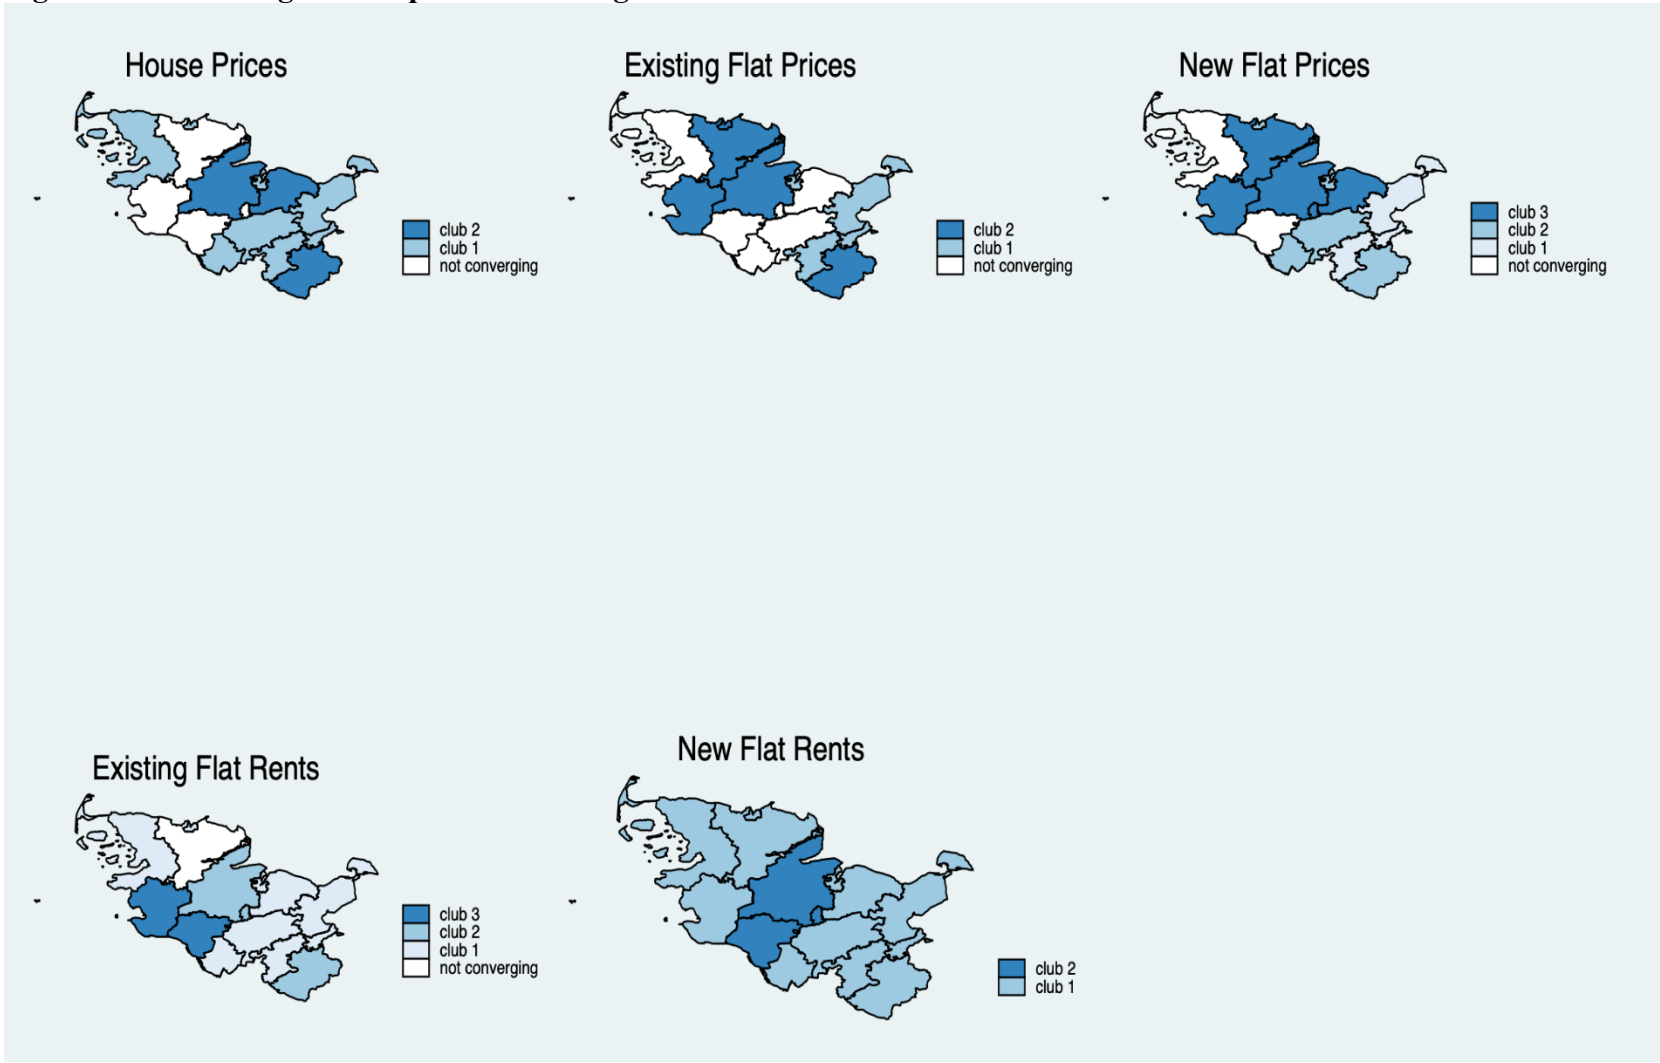 House Prices
Existing Flat Prices
New Flat Prices
club 2
club 1
not converging
club 2
club 1
not converging
club 3
club 2
club 1
not converging
Existing Flat Rents
New Flat Rents
club 3
club 2
club 1
not converging
club 2
club 1